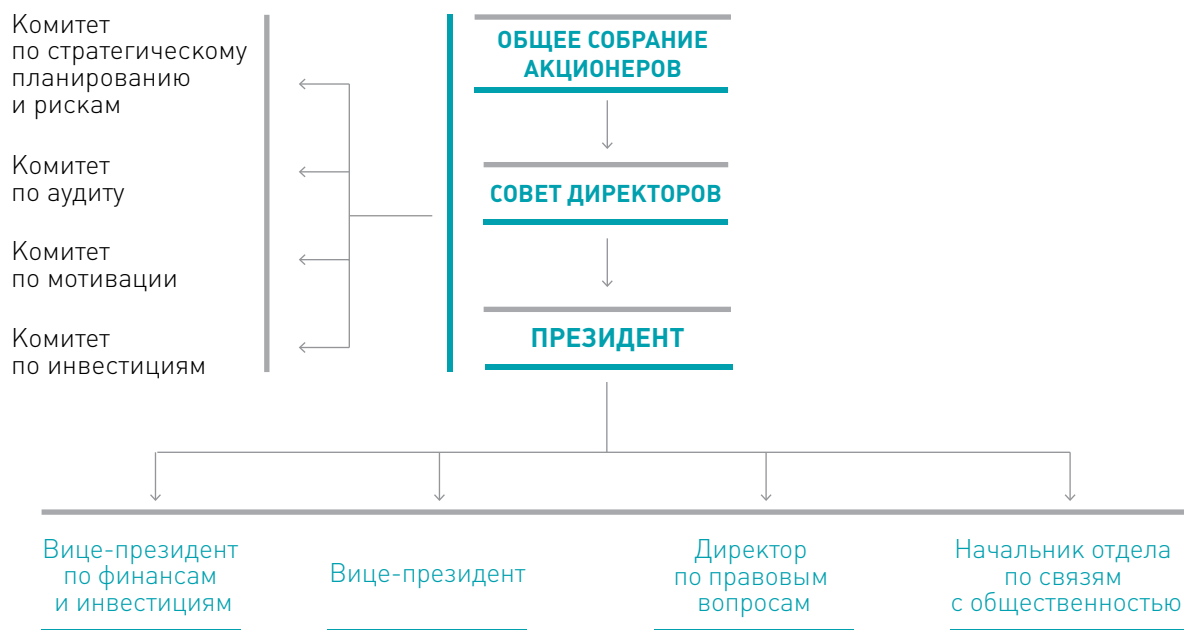 Комитет
по стратегическому
планированию
и рискам
Комитет
по аудиту
Комитет
по мотивации
Комитет
по инвестициям
ОБЩЕЕ СОБРАНИЕ
АКЦИОНЕРОВ
СОВЕТ ДИРЕКТОРОВ
ПРЕЗИДЕНТ
Вице-президент
по финансам
и инвестициям
Вице-президент
Директор
по правовым
вопросам
Начальник отдела
по связям
с общественностью